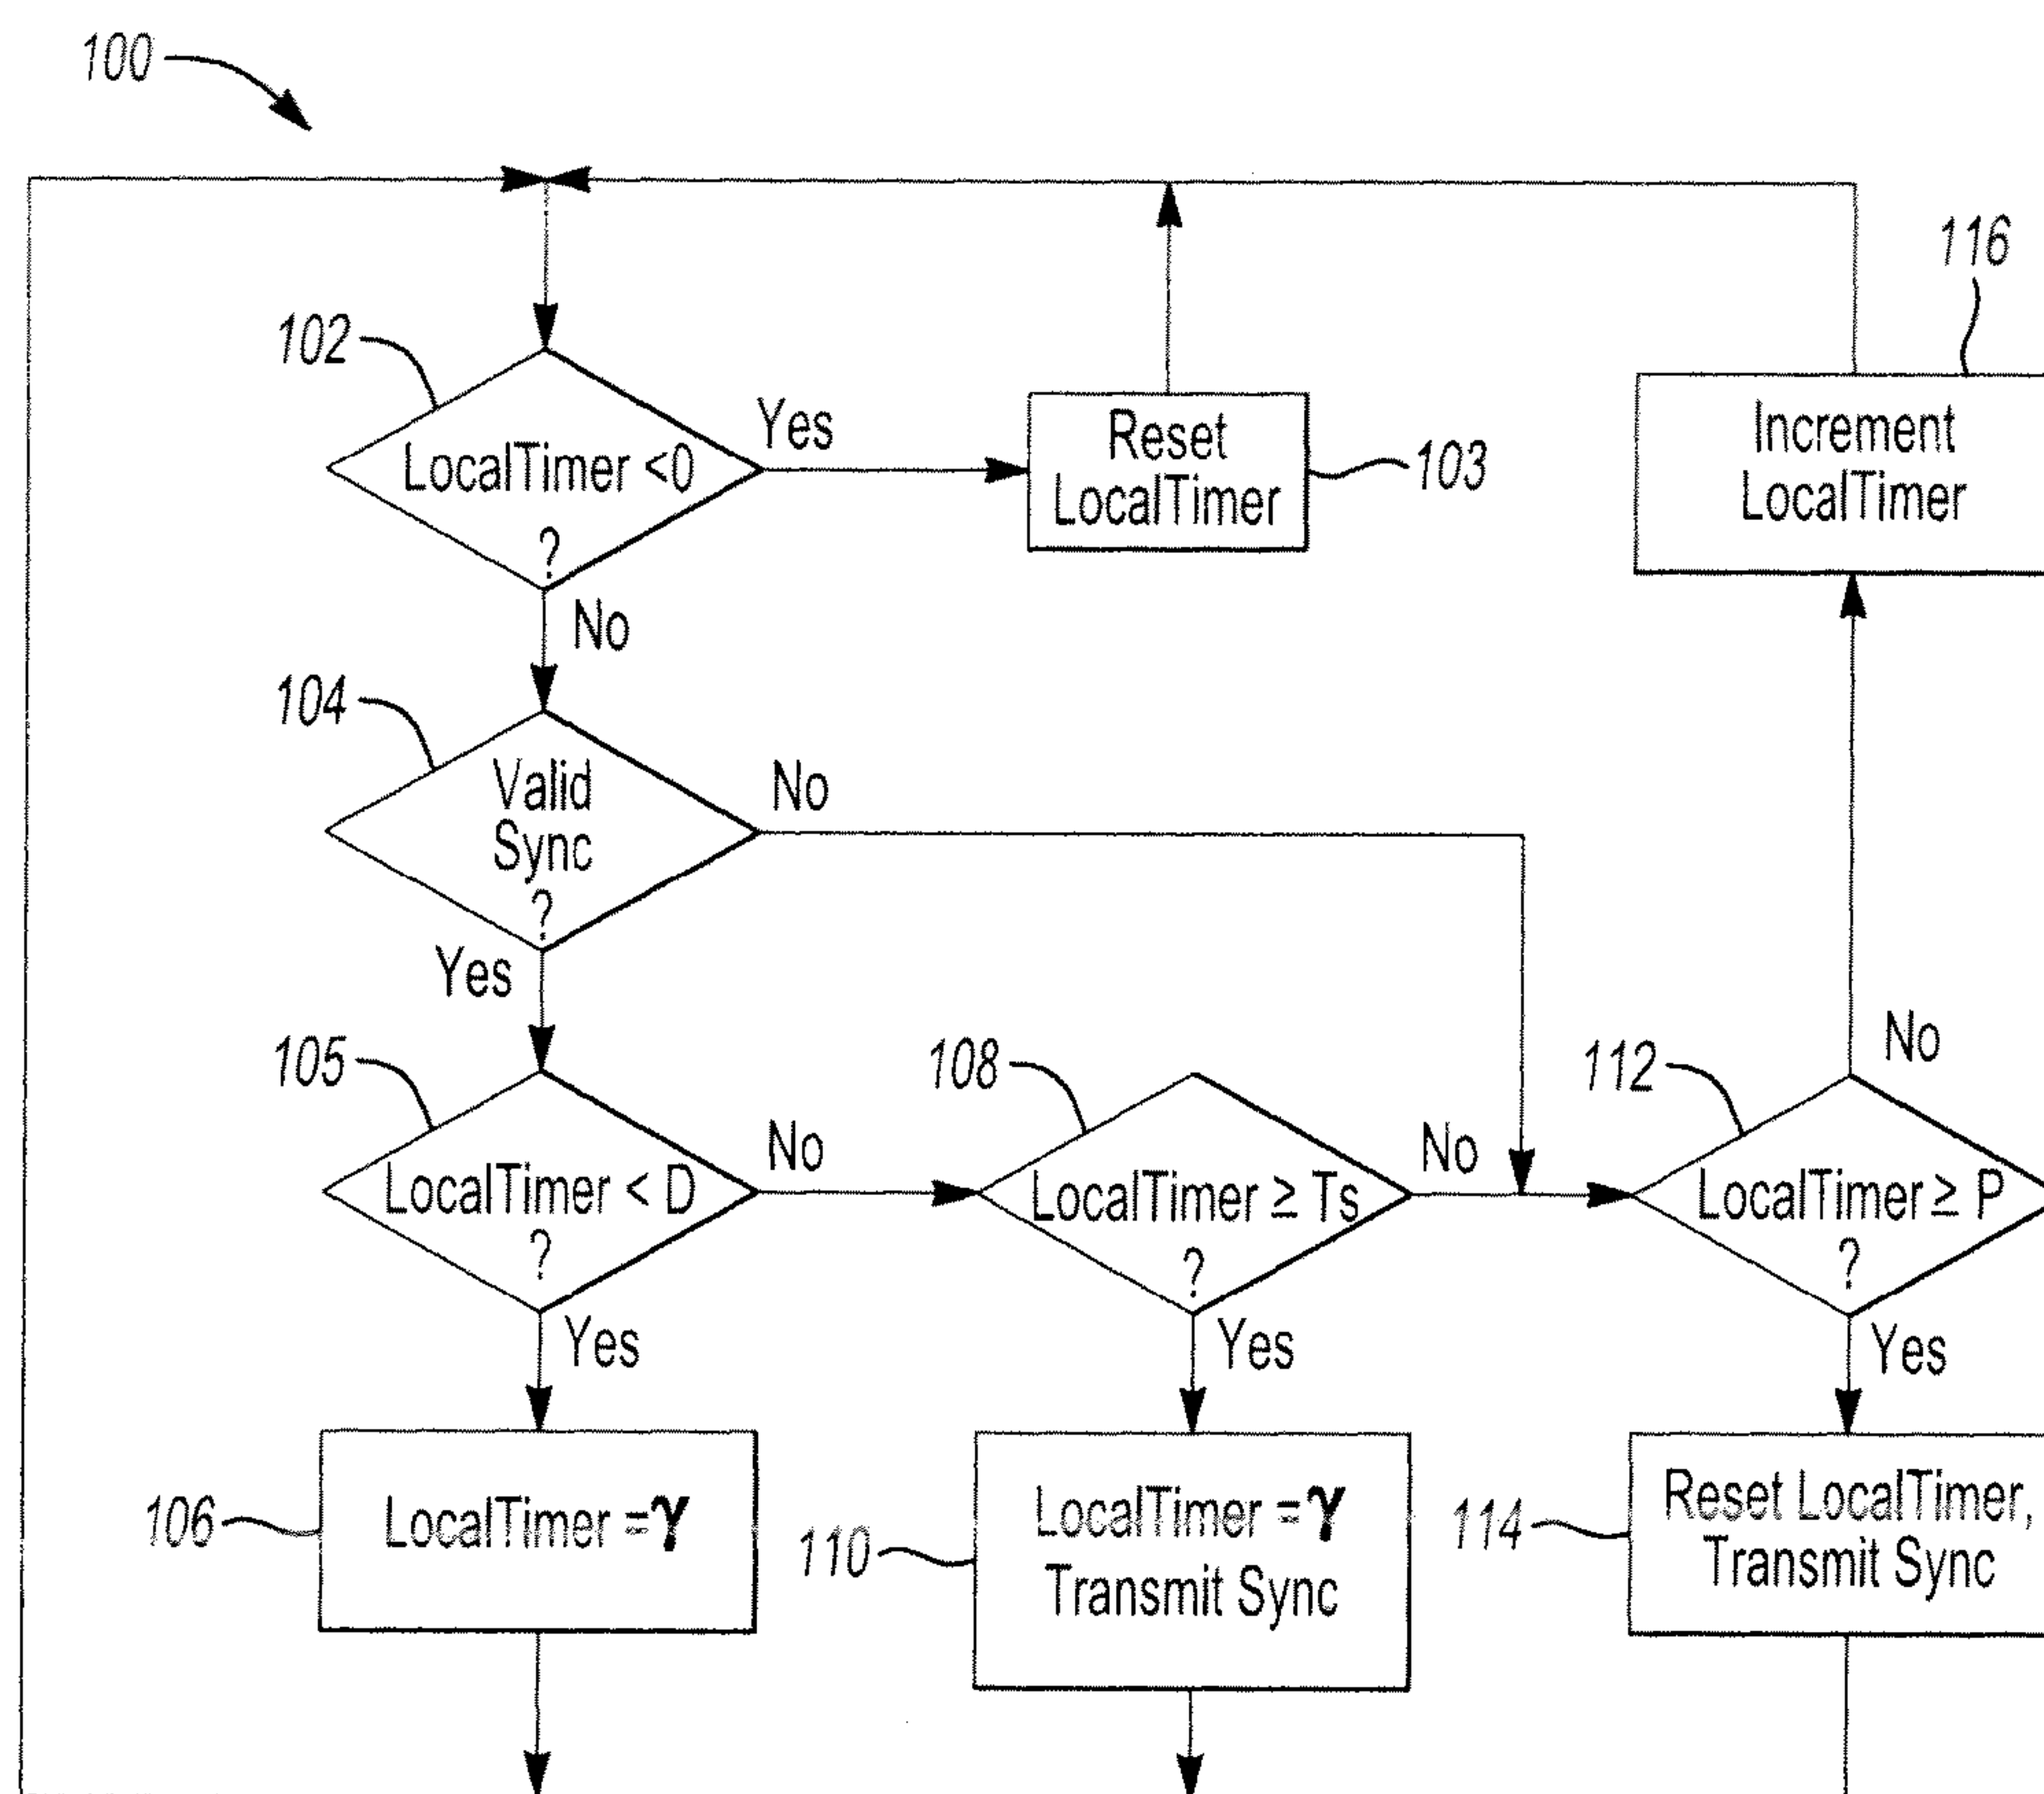 100
116
102
LocalTimer <0
?
Yes
Reset
LocalTimer
103
Increment
LocalTimer
No
104
Valid
Sync
?
No
Yes
105
LocalTimer < D
?
No
108
LocalTimer ≥ Ts
?
No
112
LocalTimer ≥ P
?
No
Yes
Yes
Yes
106
LocalTimer = γ
110
LocalTimer = γ
Transmit Sync
114
Reset LocalTimer,
Transmit Sync